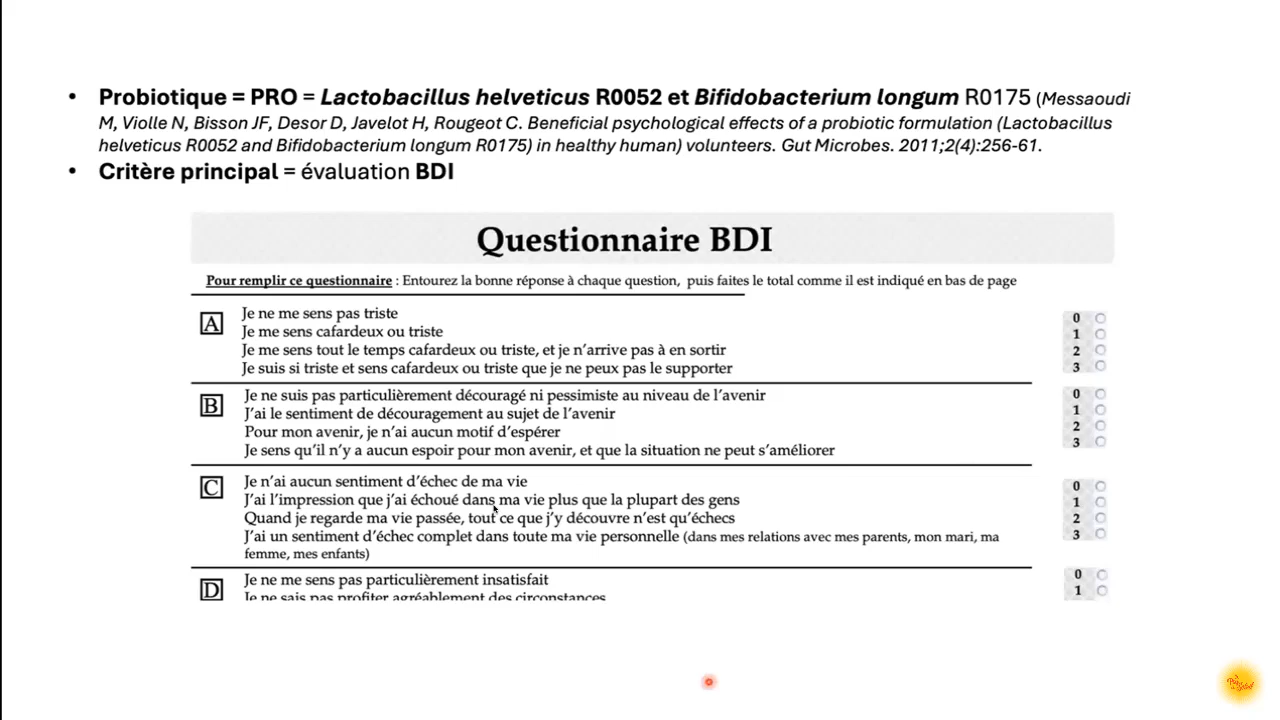 • Probiotique = PRO = Lactobacillus helveticus R0052 et Bifidobacterium longum R0175 (Messaoudi
M, Violle N, Bisson JF, Desor D, Javelot H, Rougeot C. Beneficial psychological effects of a probiotic formulation (Lactobacillus
helveticus R0052 and Bifidobacterium longum R0175) in healthy human) volunteers. Gut Microbes. 2011;2(4):256-61.
• Critère principal = évaluation BDI
Questionnaire BDI
Pour remplir ce questionnaire : Entourez la bonne réponse à chaque question, puis faites le total comme il est indiqué en bas de page
A
Je ne me sens pas triste 0
Je me sens cafardeux ou triste 1
Je me sens tout le temps cafardeux ou triste, et je n'arrive pas à en sortir 2
Je suis si triste et sens cafardeux ou triste que je ne peux pas le supporter 3
B
Je ne suis pas particulièrement découragé ni pessimiste au niveau de l'avenir 0
J'ai le sentiment de découragement au sujet de l'avenir 1
Pour mon avenir, je n'ai aucun motif d'espérer 2
Je sens qu'il n'y a aucun espoir pour mon avenir, et que la situation ne peut s'améliorer 3
C
Je n'ai aucun sentiment d'échec de ma vie 0
J'ai l'impression que j'ai échoué dans ma vie plus que la plupart des gens 1
Quand je regarde ma vie passée, tout ce que j'y découvre n'est qu'échecs 2
J'ai un sentiment d'échec complet dans toute ma vie personnelle (dans mes relations avec mes parents, mon mari, ma 3
femme, mes enfants)
D
Je ne me sens pas particulièrement insatisfait 0
Je ne sais pas profiter agréablement des circonstances 1